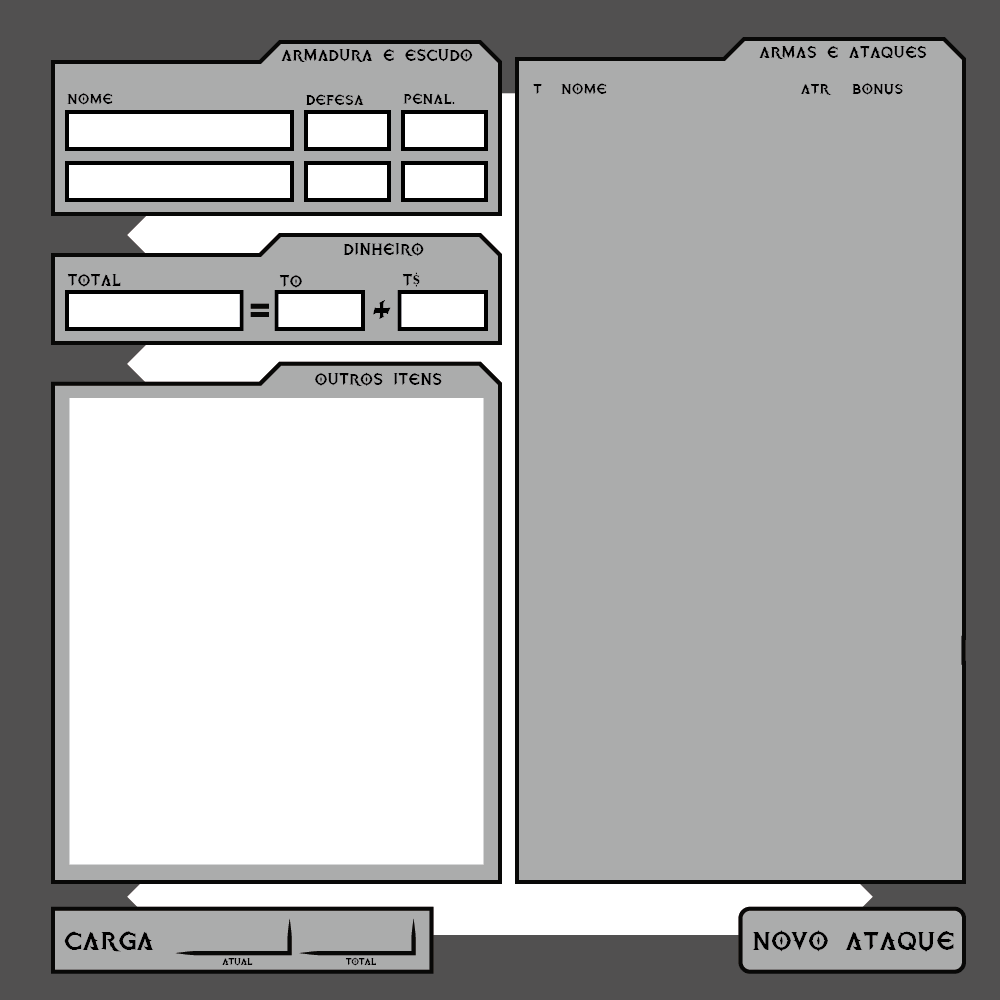 ARMADURA E ESCUDO
NOME DEFESA PENAL.
DINHEIRO
TOTAL TO T$
= +
OUTROS ITENS
CARGA
ATUAL TOTAL
ARMAS E ATAQUES
T NOME ATR BONUS
NOVO ATAQUE